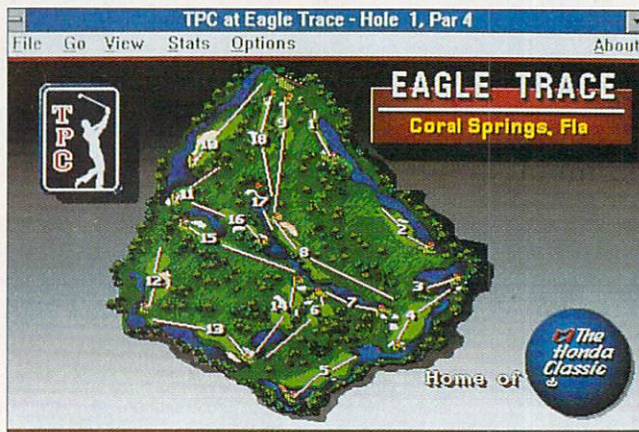 TPC at Eagle Trace - Hole 1, Par 4
File Go View Stats Options About
EAGLE TRACE
Coral Springs, Fla
TPC
10
18
9
1
11
17
16
15
2
8
12
3
14
6
7
4
13
5
Home of
The
Honda
Classic